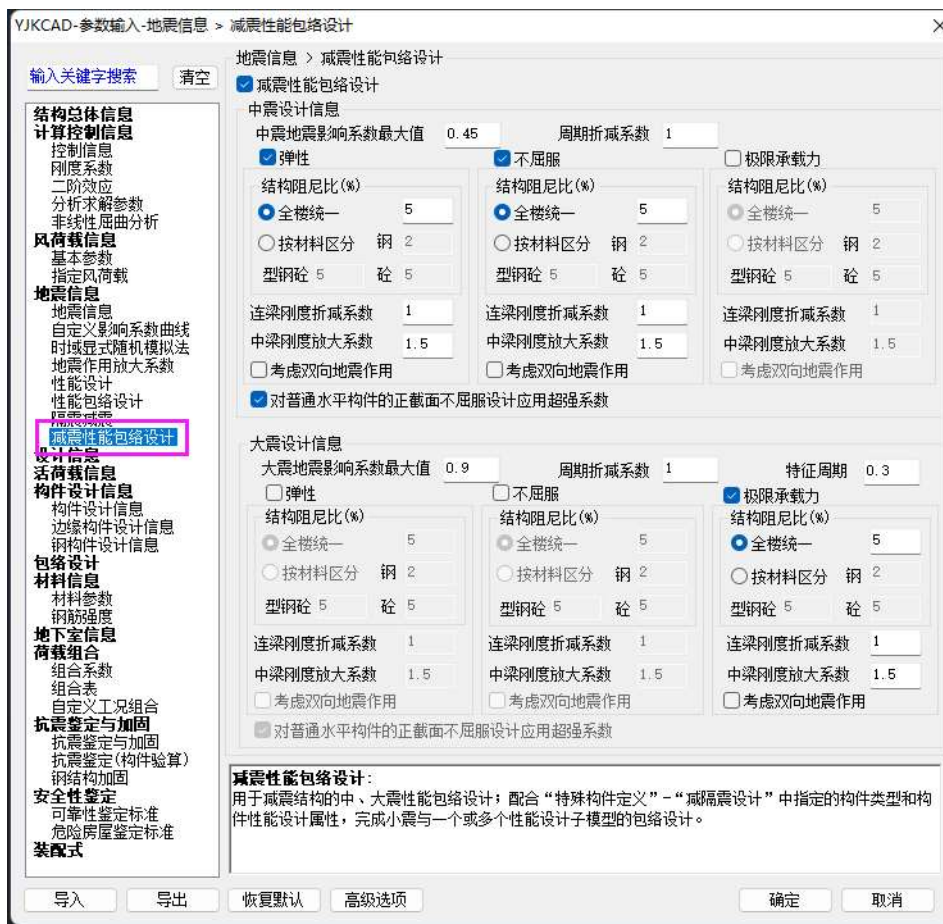 YJKCAD-参数输入-地震信息 > 减震性能包络设计
输入关键字搜索 清空
结构总体信息
计算控制信息
控制信息
刚度系数
二阶效应
分析求解参数
非线性屈曲分析
风荷载信息
基本参数
指定风荷载
地震信息
地震信息
自定义影响系数曲线
时域显式随机模拟法
地震作用放大系数
性能设计
性能包络设计
隔震减震
减震性能包络设计
设计信息
活荷载信息
构件设计信息
构件设计信息
边缘构件设计信息
钢构件设计信息
包络设计
材料信息
材料参数
钢筋强度
地下室信息
荷载组合
组合系数
组合表
自定义工况组合
抗震鉴定与加固
抗震鉴定与加固
抗震鉴定(构件验算)
钢结构加固
安全性鉴定
可靠性鉴定标准
危险房屋鉴定标准
装配式
地震信息 > 减震性能包络设计
减震性能包络设计
中震设计信息
中震地震影响系数最大值 0.45 周期折减系数 1
弹性 不屈服 极限承载力
结构阻尼比(%) 结构阻尼比(%) 结构阻尼比(%)
全楼统一 5 全楼统一 5 全楼统一 5
按材料区分 钢 2 按材料区分 钢 2 按材料区分 钢 2
型钢砼 5 砼 5 型钢砼 5 砼 5 型钢砼 5 砼 5
连梁刚度折减系数 1 连梁刚度折减系数 1 连梁刚度折减系数 1
中梁刚度放大系数 1.5 中梁刚度放大系数 1.5 中梁刚度放大系数 1.5
考虑双向地震作用 考虑双向地震作用 考虑双向地震作用
对普通水平构件的正截面不屈服设计应用超强系数
大震设计信息
大震地震影响系数最大值 0.9 周期折减系数 1 特征周期 0.3
弹性 不屈服 极限承载力
结构阻尼比(%) 结构阻尼比(%) 结构阻尼比(%)
全楼统一 5 全楼统一 5 全楼统一 5
按材料区分 钢 2 按材料区分 钢 2 按材料区分 钢 2
型钢砼 5 砼 5 型钢砼 5 砼 5 型钢砼 5 砼 5
连梁刚度折减系数 1 连梁刚度折减系数 1 连梁刚度折减系数 1
中梁刚度放大系数 1.5 中梁刚度放大系数 1.5 中梁刚度放大系数 1.5
考虑双向地震作用 考虑双向地震作用 考虑双向地震作用
对普通水平构件的正截面不屈服设计应用超强系数
减震性能包络设计:
用于减震结构的中、大震性能包络设计；配合“特殊构件定义”-“减隔震设计”中指定的构件类型和构
件性能设计属性，完成小震与一个或多个性能设计子模型的包络设计。
导入 导出 恢复默认 高级选项 确定 取消